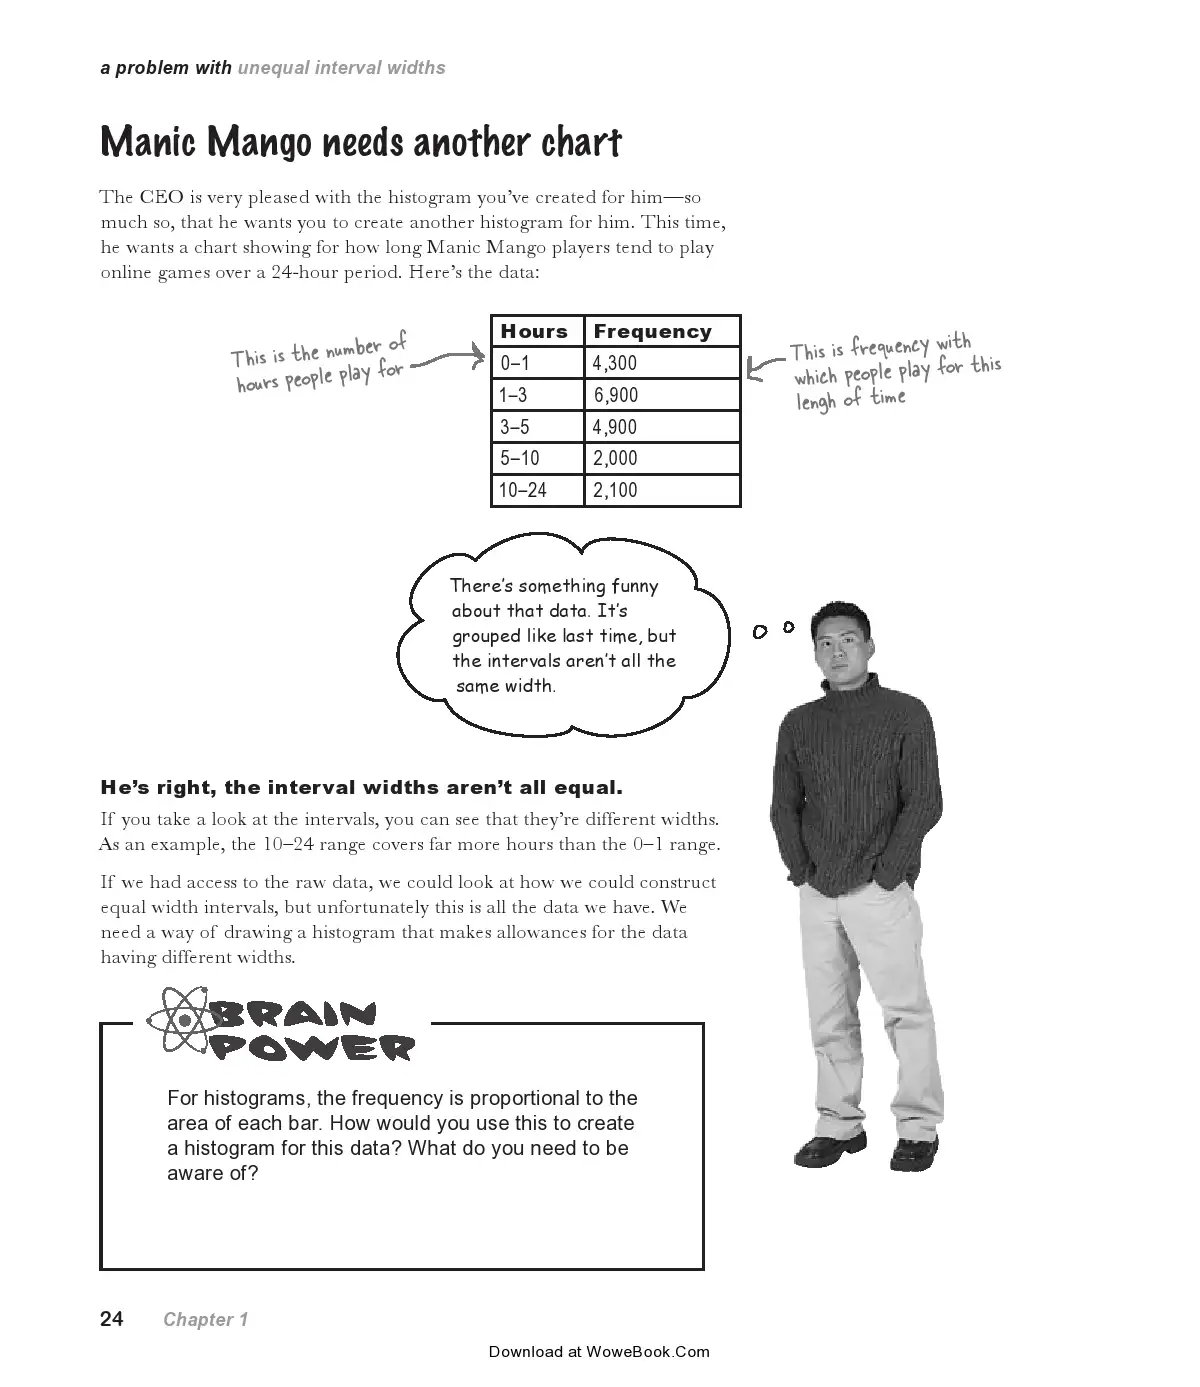 a problem with unequal interval widths
Manic Mango needs another chart
The CEO is very pleased with the histogram you’ve created for him—so
much so, that he wants you to create another histogram for him. This time,
he wants a chart showing for how long Manic Mango players tend to play
online games over a 24-hour period. Here’s the data:
This is the number of
hours people play for
Hours Frequency
0–1 4,300
1–3 6,900
3–5 4,900
5–10 2,000
10–24 2,100
This is frequency with
which people play for this
lengh of time
There’s something funny
about that data. It’s
grouped like last time, but
the intervals aren’t all the
same width.
He’s right, the interval widths aren’t all equal.
If you take a look at the intervals, you can see that they’re different widths.
As an example, the 10–24 range covers far more hours than the 0–1 range.
If we had access to the raw data, we could look at how we could construct
equal width intervals, but unfortunately this is all the data we have. We
need a way of drawing a histogram that makes allowances for the data
having different widths.
BRAIN
POWER
For histograms, the frequency is proportional to the
area of each bar. How would you use this to create
a histogram for this data? What do you need to be
aware of?
24 Chapter 1
Download at WoweBook.Com